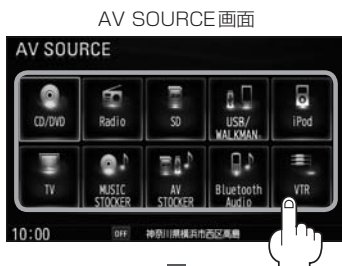 AV SOURCE画面
AV SOURCE
CD/DVD Radio SD USB/WALKMAN® iPod
TV MUSIC STOCKER AV STOCKER Bluetooth Audio VTR
10:00 OFF 神奈川県横浜市西区高島